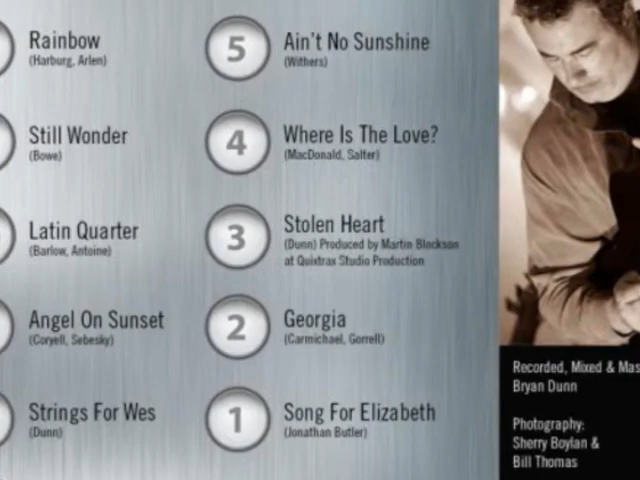 Rainbow
(Harburg, Arlen)
Still Wonder
(Bowe)
Latin Quarter
(Barlow, Antoine)
Angel On Sunset
(Coryell, Sebesky)
Strings For Wes
(Dunn)
5
Ain't No Sunshine
(Withers)
4
Where Is The Love?
(MacDonald, Salter)
3
Stolen Heart
(Dunn) Produced by Martin Blockson
at Quixtrax Studio Production
2
Georgia
(Carmichael, Gorrell)
1
Song For Elizabeth
(Jonathan Butler)
Recorded, Mixed & Mas
Bryan Dunn
Photography:
Sherry Boylan &
Bill Thomas